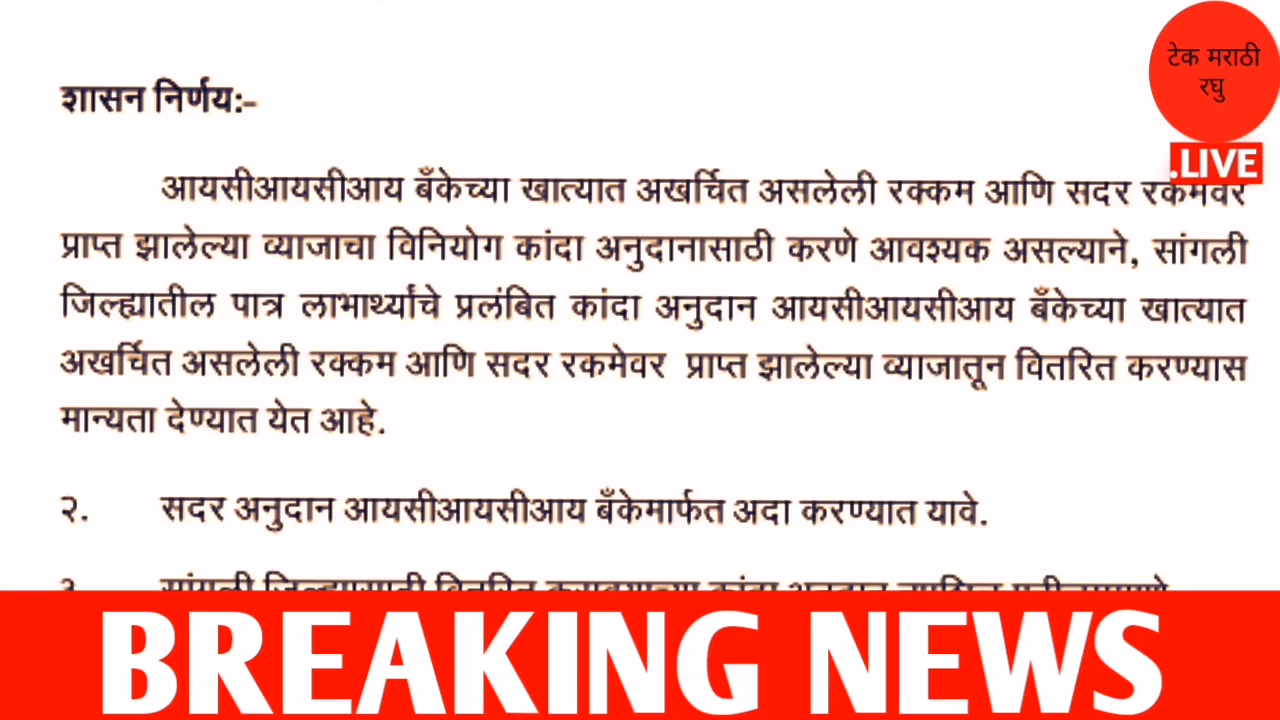 टेक मराठी
रघु
.LIVE
शासन निर्णय:-
आयसीआयसीआय बँकेच्या खात्यात अखर्चित असलेली रक्कम आणि सदर रकमेवर
प्राप्त झालेल्या व्याजाचा विनियोग कांदा अनुदानासाठी करणे आवश्यक असल्याने, सांगली
जिल्ह्यातील पात्र लाभार्थ्यांचे प्रलंबित कांदा अनुदान आयसीआयसीआय बँकेच्या खात्यात
अखर्चित असलेली रक्कम आणि सदर रकमेवर प्राप्त झालेल्या व्याजातून वितरित करण्यास
मान्यता देण्यात येत आहे.
२. सदर अनुदान आयसीआयसीआय बँकेमार्फत अदा करण्यात यावे.
BREAKING NEWS